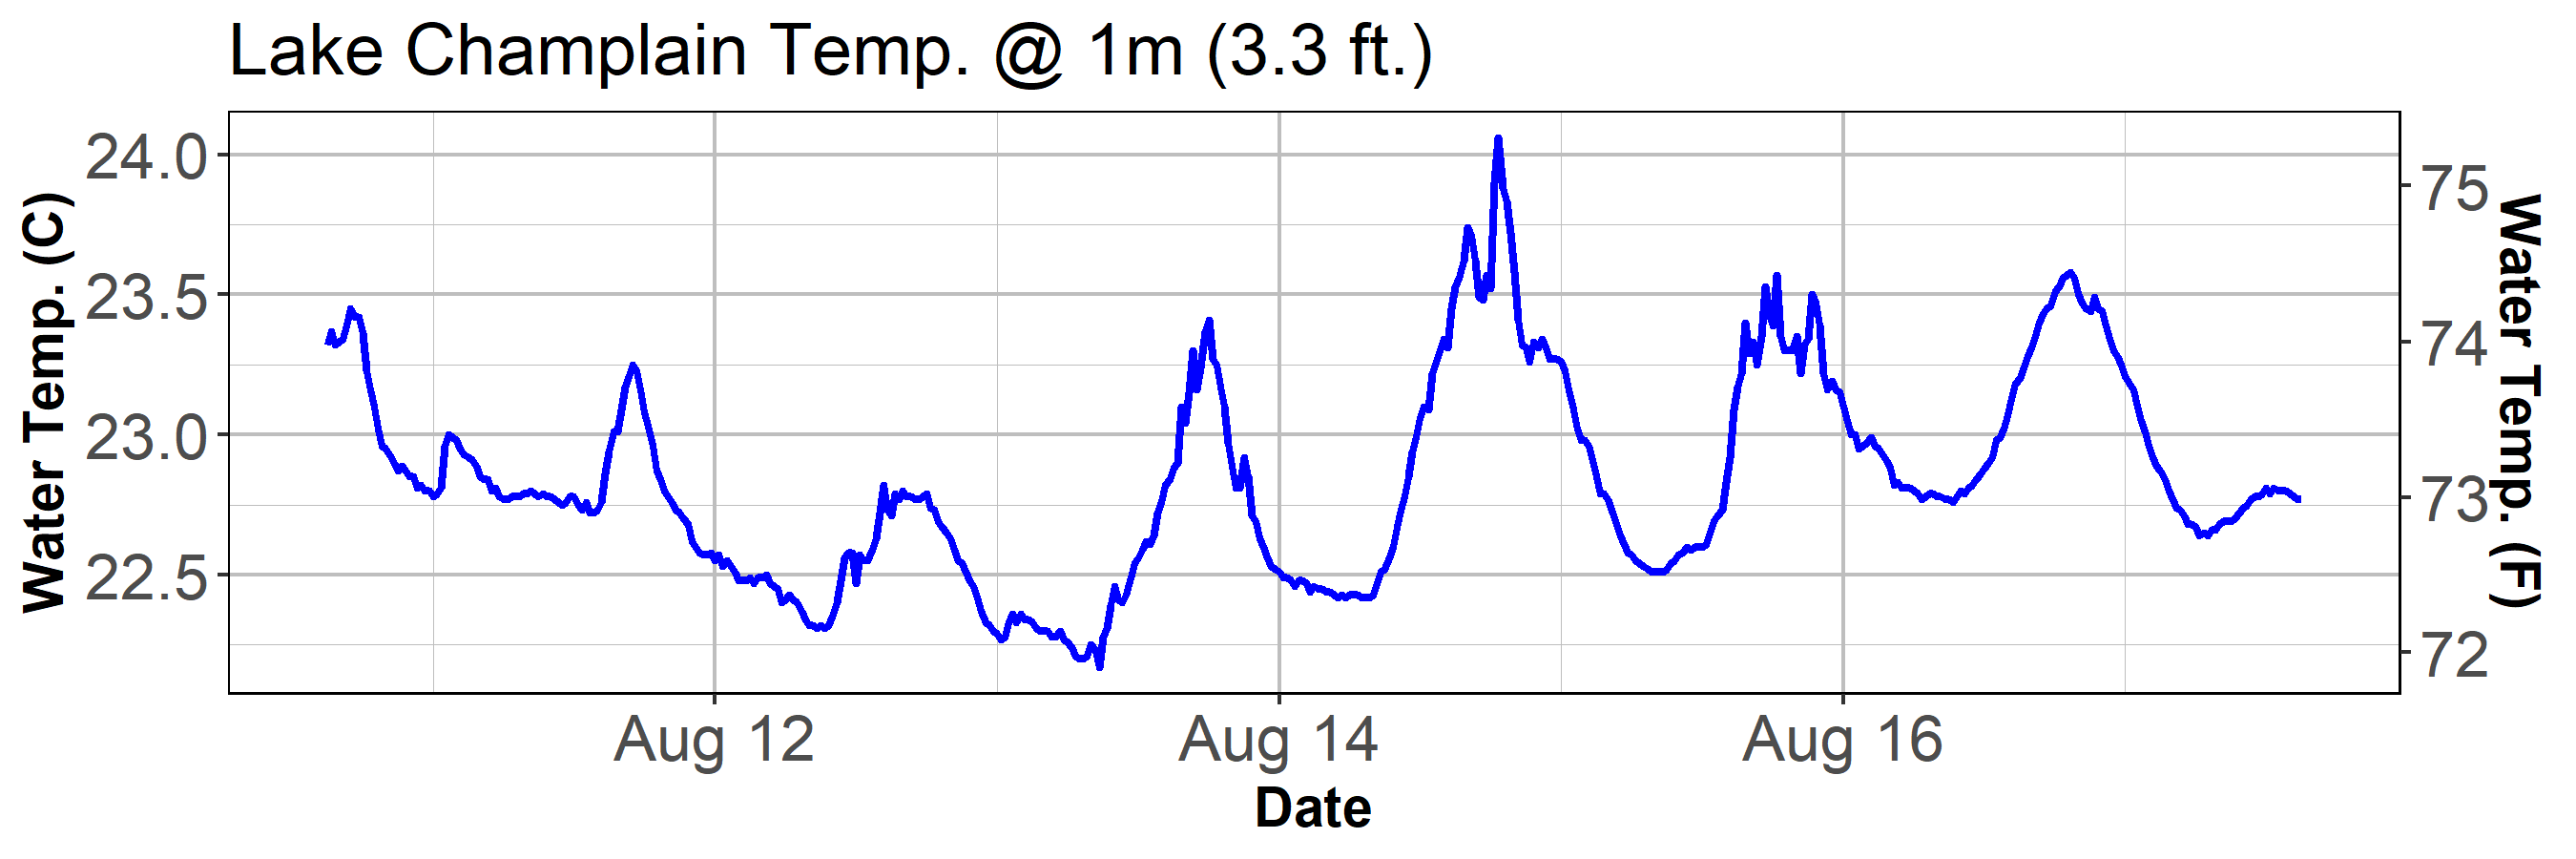 Lake Champlain Temp. @ 1m (3.3 ft.)
Water Temp. (C)
24.0
23.5
23.0
22.5
75
74
73
72
Water Temp. (F)
Aug 12 Aug 14 Aug 16
Date